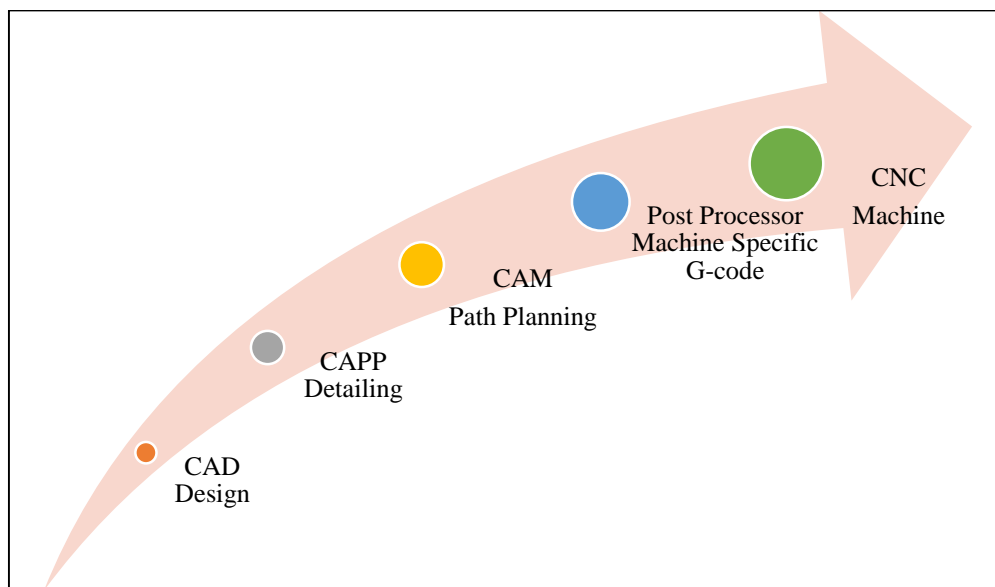 CAD
Design
CAPP
Detailing
CAM
Path Planning
Post Processor
Machine Specific
G-code
CNC
Machine